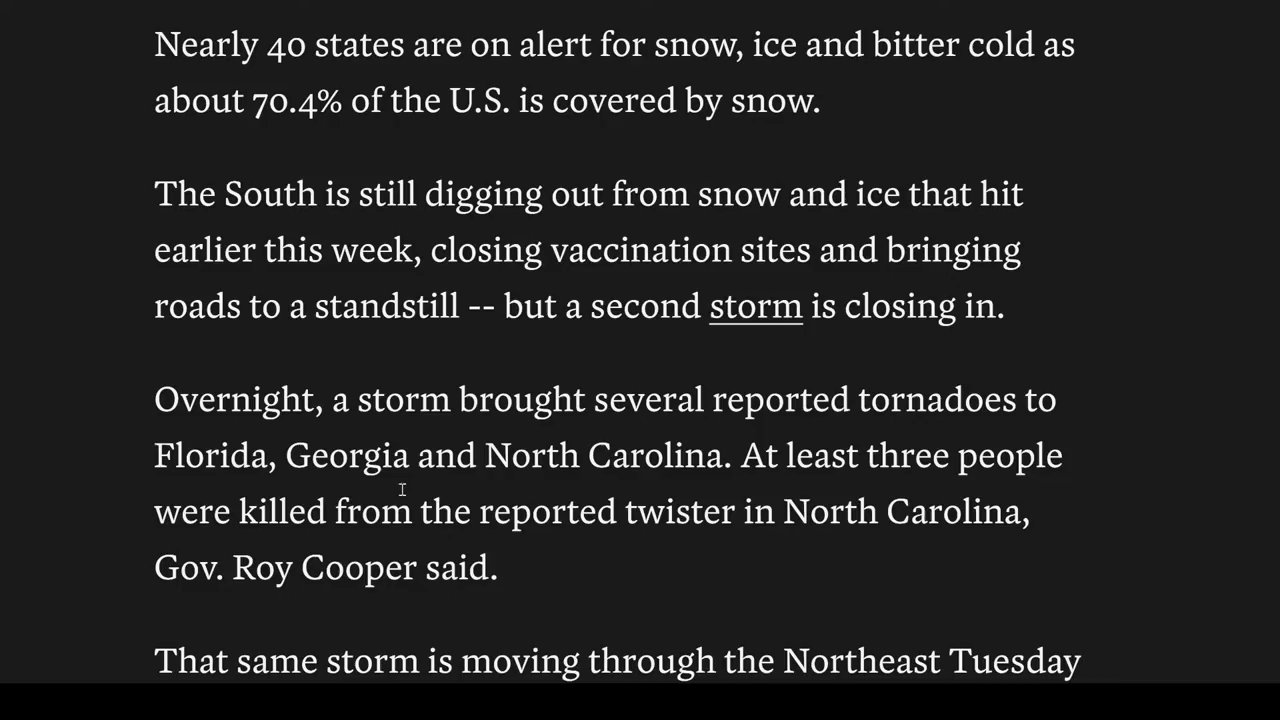 Nearly 40 states are on alert for snow, ice and bitter cold as
about 70.4% of the U.S. is covered by snow.
The South is still digging out from snow and ice that hit
earlier this week, closing vaccination sites and bringing
roads to a standstill -- but a second storm is closing in.
Overnight, a storm brought several reported tornadoes to
Florida, Georgia and North Carolina. At least three people
were killed from the reported twister in North Carolina,
Gov. Roy Cooper said.
That same storm is moving through the Northeast Tuesday